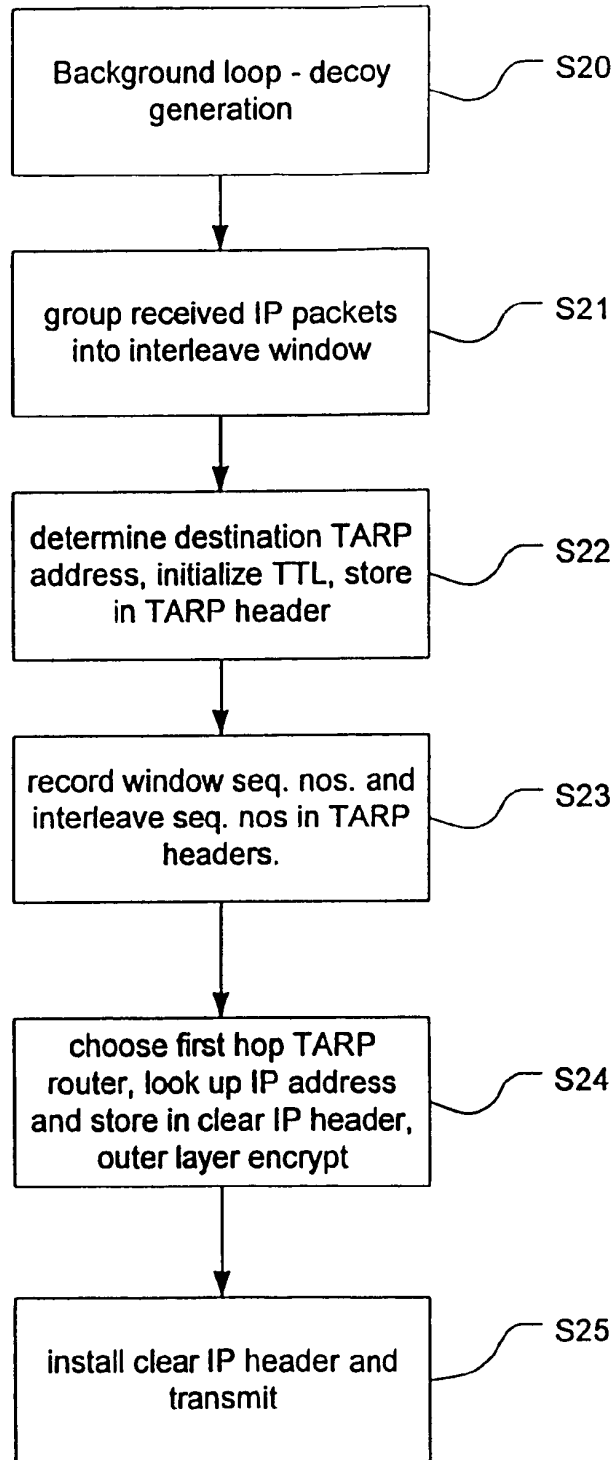 Background loop - decoy
generation
S20
group received IP packets
into interleave window
S21
determine destination TARP
address, initialize TTL, store
in TARP header
S22
record window seq. nos. and
interleave seq. nos in TARP
headers.
S23
choose first hop TARP
router, look up IP address
and store in clear IP header,
outer layer encrypt
S24
install clear IP header and
transmit
S25